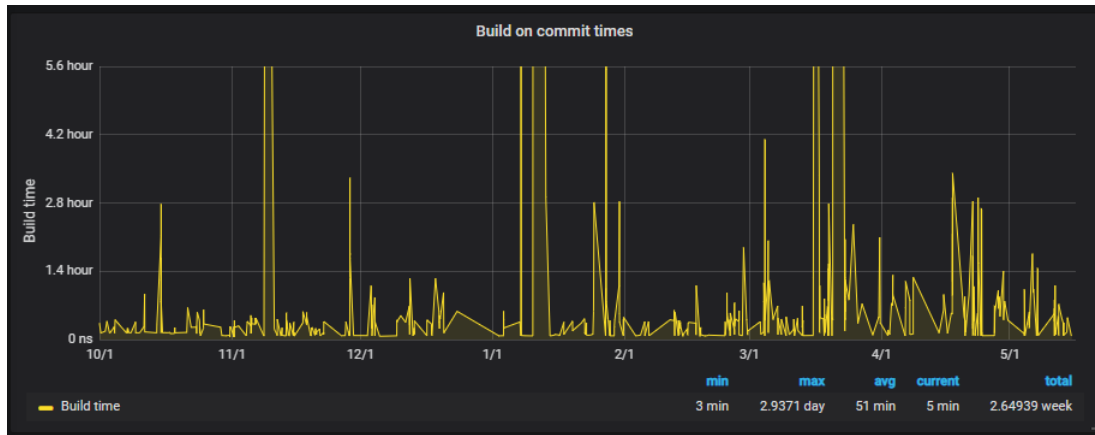 Build on commit times
Build time
5.6 hour
4.2 hour
2.8 hour
1.4 hour
0 ns
10/1 11/1 12/1 1/1 2/1 3/1 4/1 5/1
min max avg current total
Build time 3 min 2.9371 day 51 min 5 min 2.64939 week